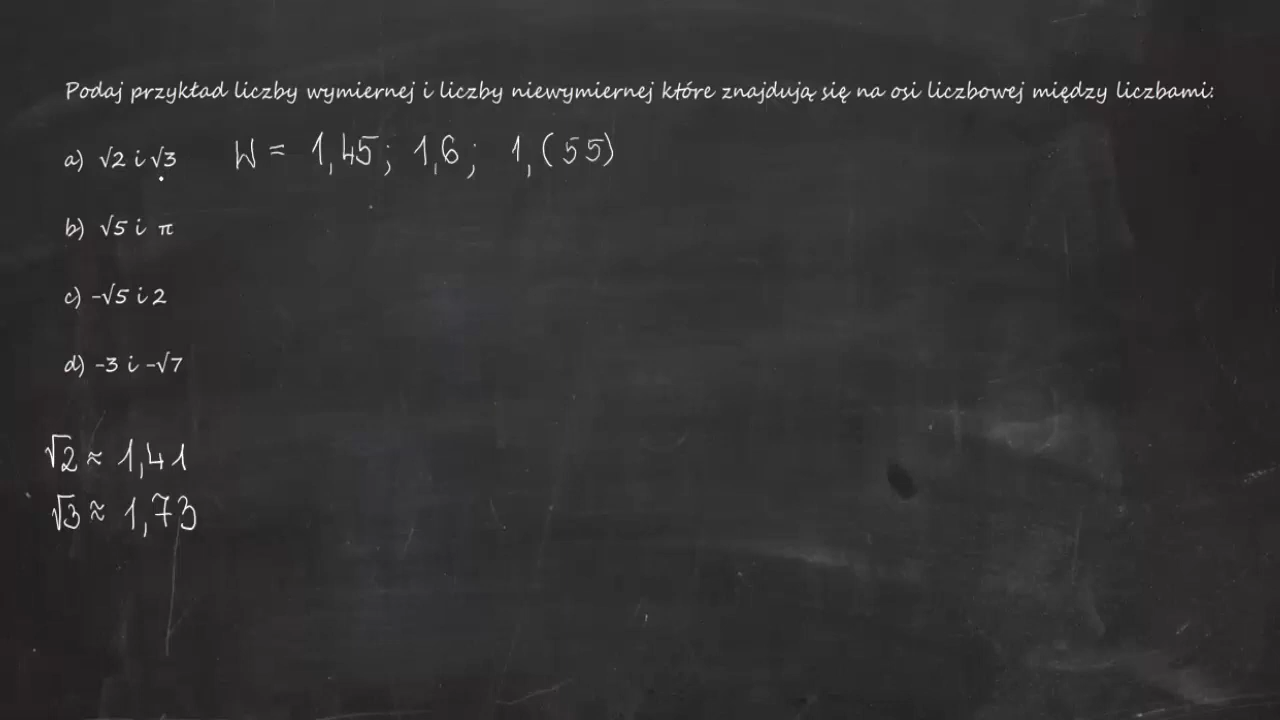 Podaj przykład liczby wymiernej i liczby niewymiernej które znajdują się na osi liczbowej między liczbami:
a) √2 i √3 W = 1,45; 1,6; 1,(55)
b) √5 i π
c) -√5 i 2
d) -3 i -√7
√2 ≈ 1,41
√3 ≈ 1,73